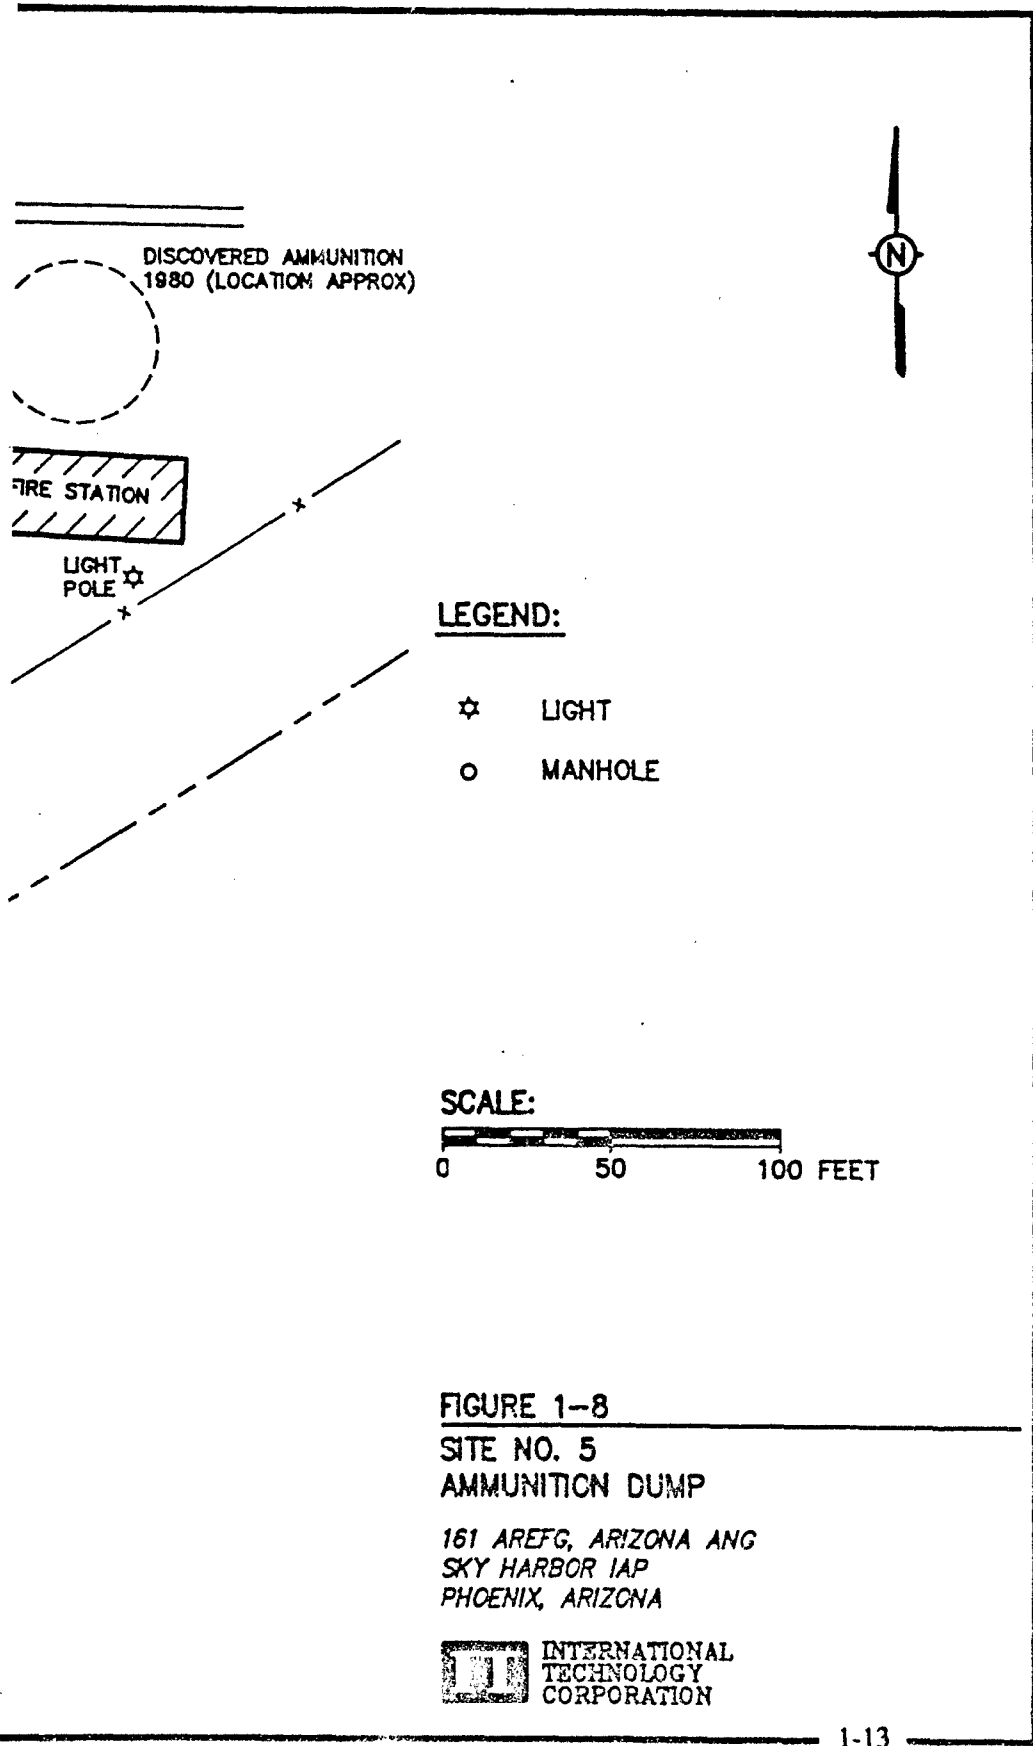 DISCOVERED AMMUNITION
1980 (LOCATION APPROX)
N
FIRE STATION
LIGHT
POLE
LEGEND:
LIGHT
MANHOLE
SCALE:
0 50 100 FEET
FIGURE 1-8
SITE NO. 5
AMMUNITION DUMP
161 AREFG, ARIZONA ANG
SKY HARBOR IAP
PHOENIX, ARIZONA
IT
INTERNATIONAL
TECHNOLOGY
CORPORATION
1-13